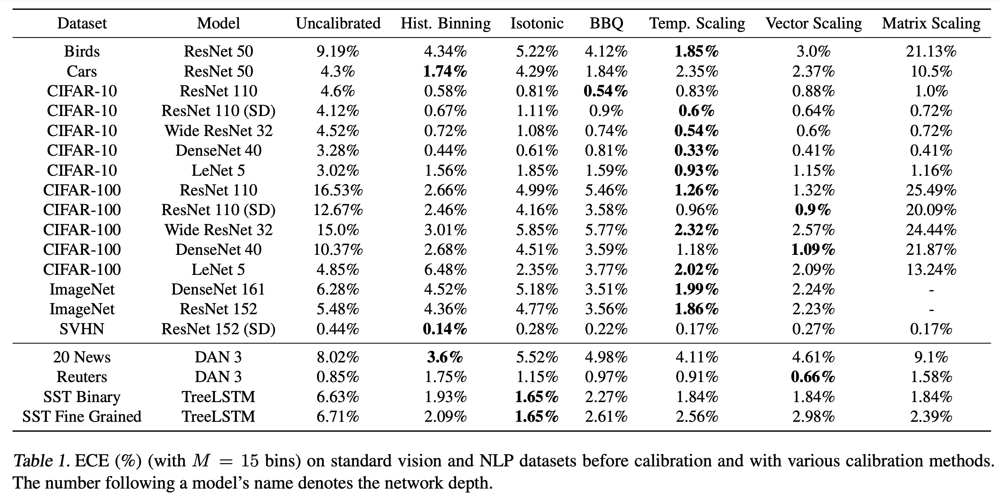 Dataset Model Uncalibrated Hist. Binning Isotonic BBQ Temp. Scaling Vector Scaling Matrix Scaling
Birds ResNet 50 9.19% 4.34% 5.22% 4.12% 1.85% 3.0% 21.13%
Cars ResNet 50 4.3% 1.74% 4.29% 1.84% 2.35% 2.37% 10.5%
CIFAR-10 ResNet 110 4.6% 0.58% 0.81% 0.54% 0.83% 0.88% 1.0%
CIFAR-10 ResNet 110 (SD) 4.12% 0.67% 1.11% 0.9% 0.6% 0.64% 0.72%
CIFAR-10 Wide ResNet 32 4.52% 0.72% 1.08% 0.74% 0.54% 0.6% 0.72%
CIFAR-10 DenseNet 40 3.28% 0.44% 0.61% 0.81% 0.33% 0.41% 0.41%
CIFAR-10 LeNet 5 3.02% 1.56% 1.85% 1.59% 0.93% 1.15% 1.16%
CIFAR-100 ResNet 110 16.53% 2.66% 4.99% 5.46% 1.26% 1.32% 25.49%
CIFAR-100 ResNet 110 (SD) 12.67% 2.46% 4.16% 3.58% 0.96% 0.9% 20.09%
CIFAR-100 Wide ResNet 32 15.0% 3.01% 5.85% 5.77% 2.32% 2.57% 24.44%
CIFAR-100 DenseNet 40 10.37% 2.68% 4.51% 3.59% 1.18% 1.09% 21.87%
CIFAR-100 LeNet 5 4.85% 6.48% 2.35% 3.77% 2.02% 2.09% 13.24%
ImageNet DenseNet 161 6.28% 4.52% 5.18% 3.51% 1.99% 2.24% -
ImageNet ResNet 152 5.48% 4.36% 4.77% 3.56% 1.86% 2.23% -
SVHN ResNet 152 (SD) 0.44% 0.14% 0.28% 0.22% 0.17% 0.27% 0.17%
20 News DAN 3 8.02% 3.6% 5.52% 4.98% 4.11% 4.61% 9.1%
Reuters DAN 3 0.85% 1.75% 1.15% 0.97% 0.91% 0.66% 1.58%
SST Binary TreeLSTM 6.63% 1.93% 1.65% 2.27% 1.84% 1.84% 1.84%
SST Fine Grained TreeLSTM 6.71% 2.09% 1.65% 2.61% 2.56% 2.98% 2.39%
Table 1. ECE (%) (with M = 15 bins) on standard vision and NLP datasets before calibration and with various calibration methods.
The number following a model’s name denotes the network depth.